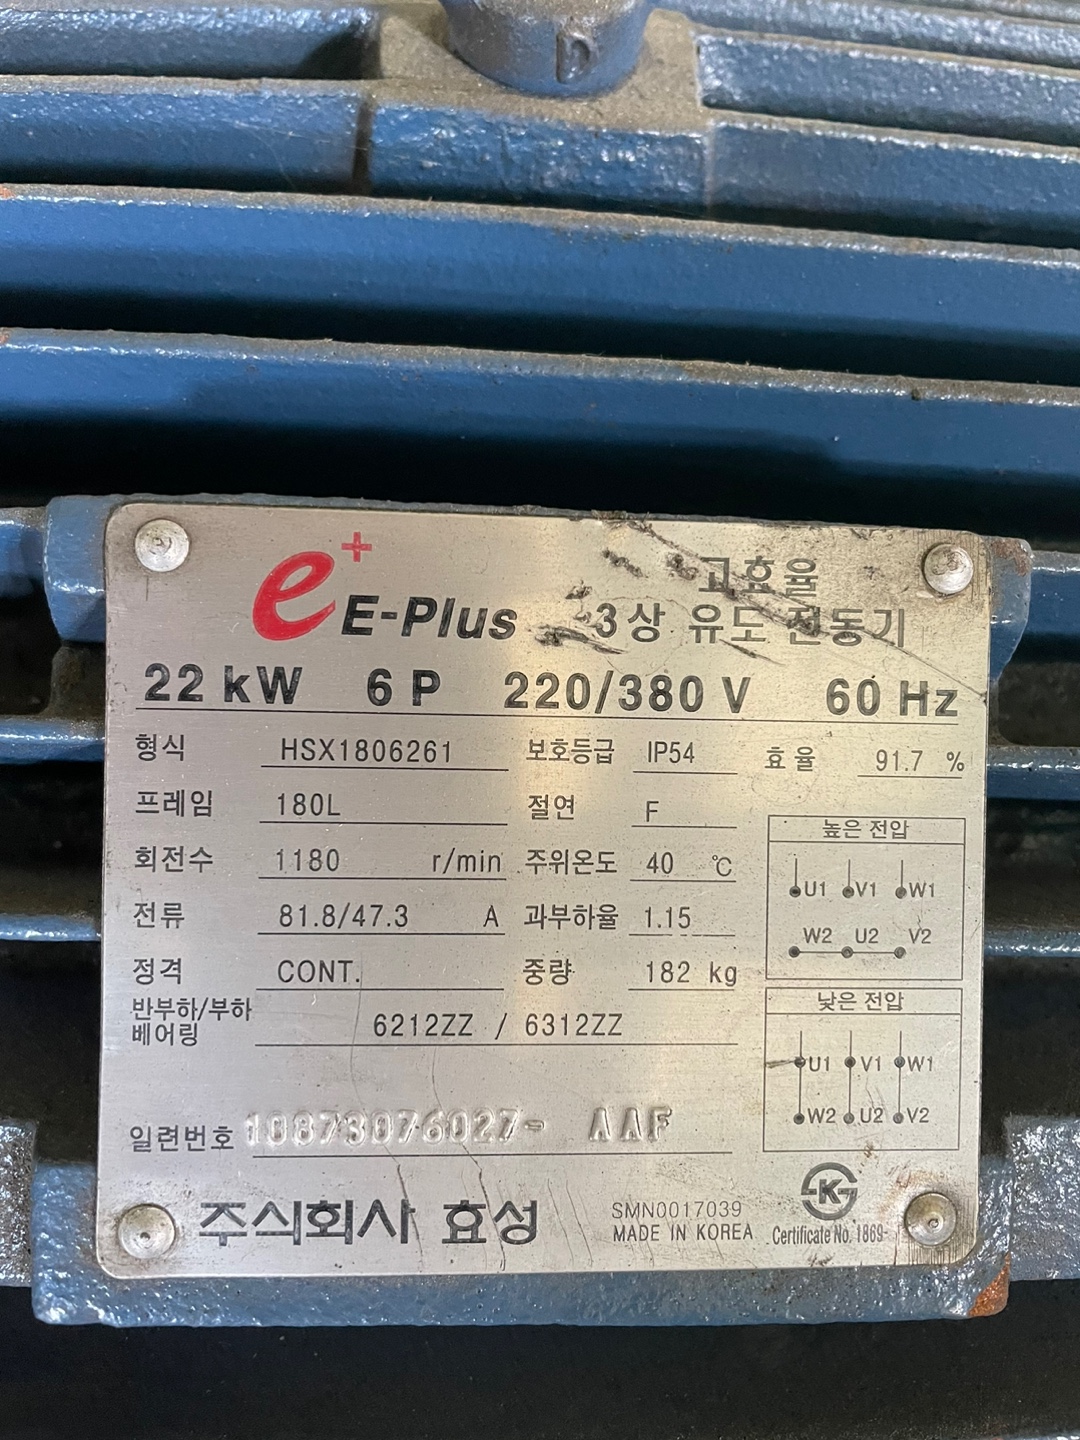 D
e+ E-Plus
고효율
3상 유도 전동기
22 kW 6 P 220/380 V 60 Hz
형식 HSX1806261 보호등급 IP54 효율 91.7 %
프레임 180L 절연 F
회전수 1180 r/min 주위온도 40 ℃
전류 81.8/47.3 A 과부하율 1.15
정격 CONT. 중량 182 kg
반부하/부하
베어링 6212ZZ / 6312ZZ
높은 전압
U1 V1 W1
W2 U2 V2
낮은 전압
U1 V1 W1
W2 U2 V2
일련번호 10873076027- AAF
주식회사 효성
SMN0017039
MADE IN KOREA
K
Certificate No. 1869-